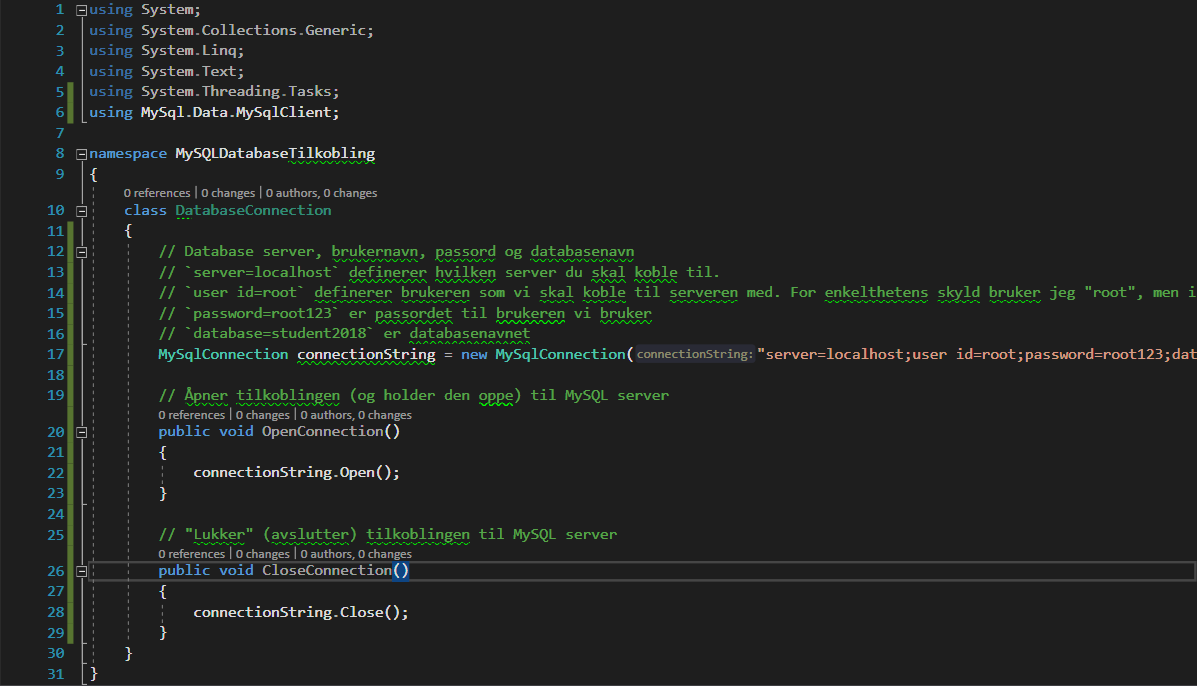 1 using System;
2 using System.Collections.Generic;
3 using System.Linq;
4 using System.Text;
5 using System.Threading.Tasks;
6 using MySql.Data.MySqlClient;
7
8 namespace MySQLDatabaseTilkobling
9 {
0 references | 0 changes | 0 authors, 0 changes
10 class DatabaseConnection
11 {
12 // Database server, brukernavn, passord og databasenavn
13 // `server=localhost` definerer hvilken server du skal koble til.
14 // `user id=root` definerer brukeren som vi skal koble til serveren med. For enkelthetens skyld bruker jeg "root", men i
15 // `password=root123` er passordet til brukeren vi bruker
16 // `database=student2018` er databasenavnet
17 MySqlConnection connectionString = new MySqlConnection(connectionString: "server=localhost;user id=root;password=root123;dat
18
19 // Åpner tilkoblingen (og holder den oppe) til MySQL server
0 references | 0 changes | 0 authors, 0 changes
20 public void OpenConnection()
21 {
22 connectionString.Open();
23 }
24
25 // "Lukker" (avslutter) tilkoblingen til MySQL server
0 references | 0 changes | 0 authors, 0 changes
26 public void CloseConnection()
27 {
28 connectionString.Close();
29 }
30 }
31 }